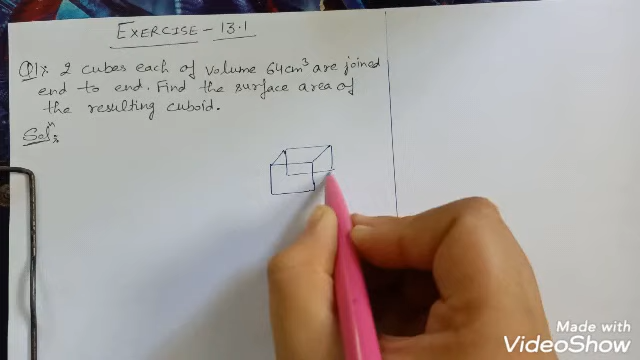 EXERCISE - 13.1
Q1). 2 cubes each of volume 64cm³ are joined
end to end. Find the surface area of
the resulting cuboid.
Solⁿ:
Made with
VideoShow